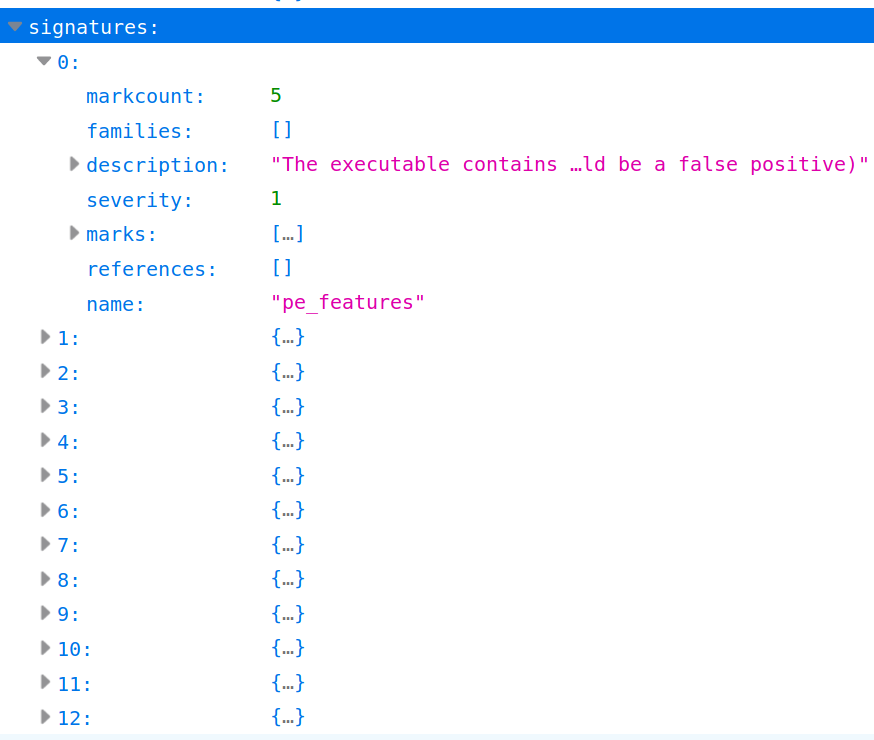 signatures:
0:
markcount: 5
families: []
description: "The executable contains …ld be a false positive)"
severity: 1
marks: […]
references: []
name: "pe_features"
1: {…}
2: {…}
3: {…}
4: {…}
5: {…}
6: {…}
7: {…}
8: {…}
9: {…}
10: {…}
11: {…}
12: {…}